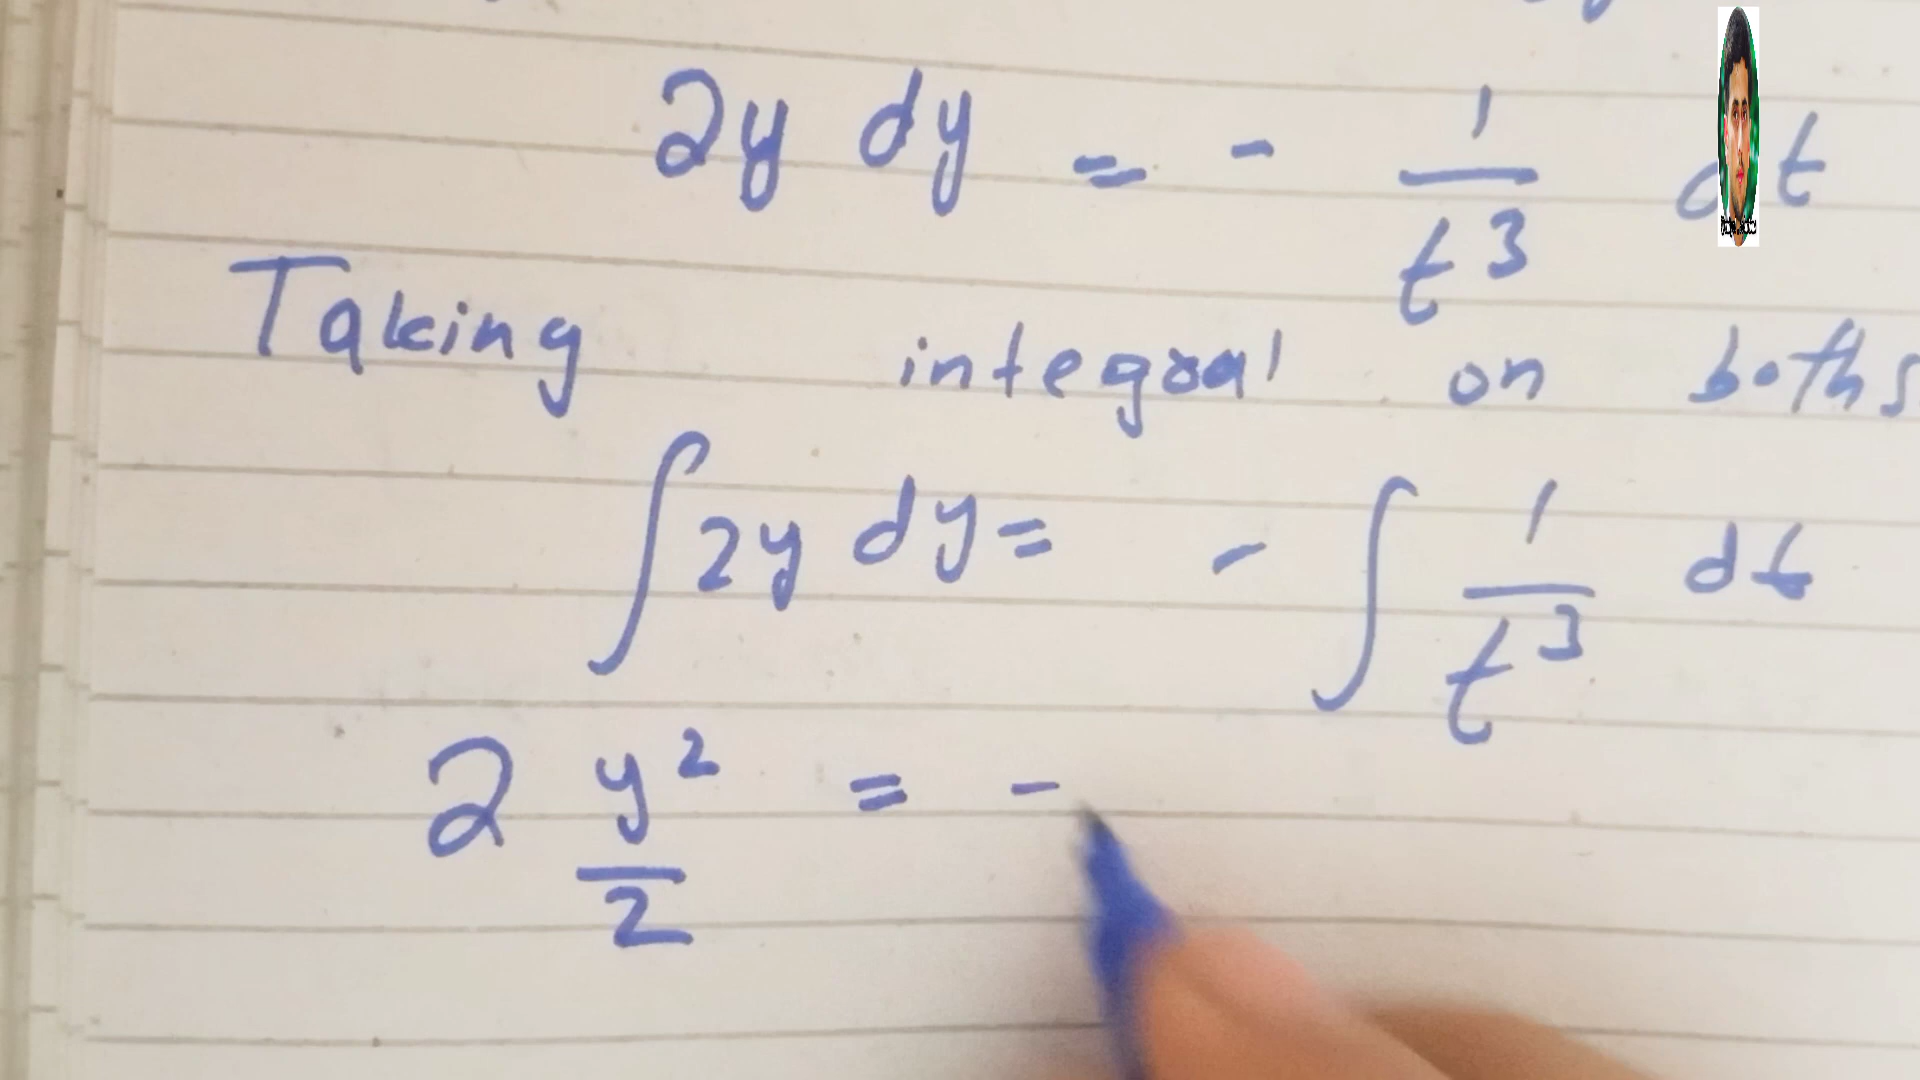 2y dy = - 1/t³ dt
Taking integral on boths
∫ 2y dy = - ∫ 1/t³ dt
2 y²/2 = -